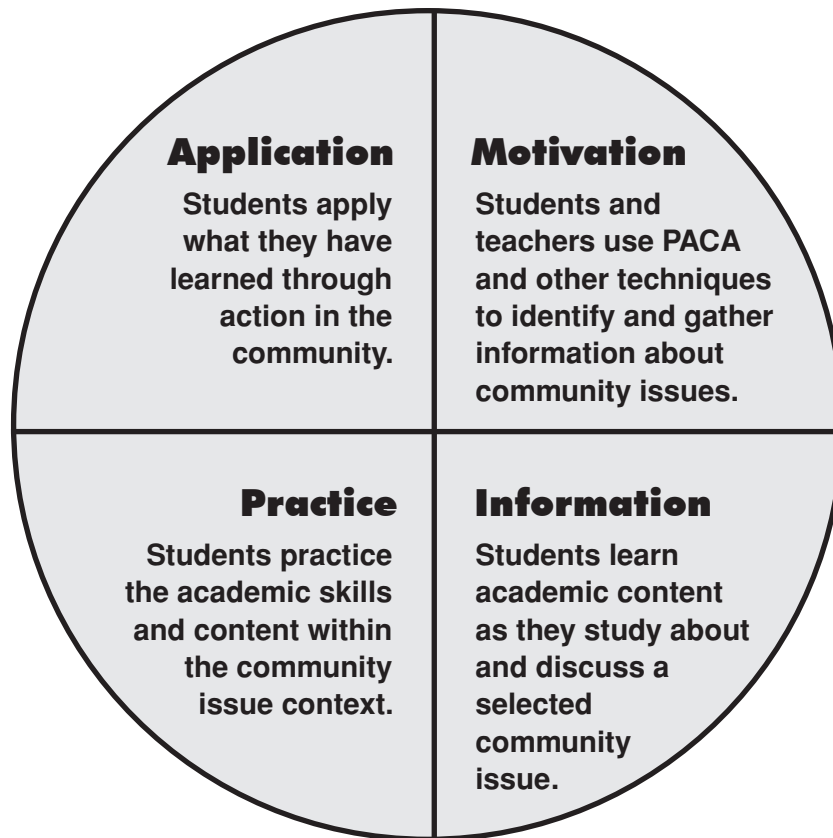 Application
Students apply
what they have
learned through
action in the
community.
Motivation
Students and
teachers use PACA
and other techniques
to identify and gather
information about
community issues.
Practice
Students practice
the academic skills
and content within
the community
issue context.
Information
Students learn
academic content
as they study about
and discuss a
selected
community
issue.